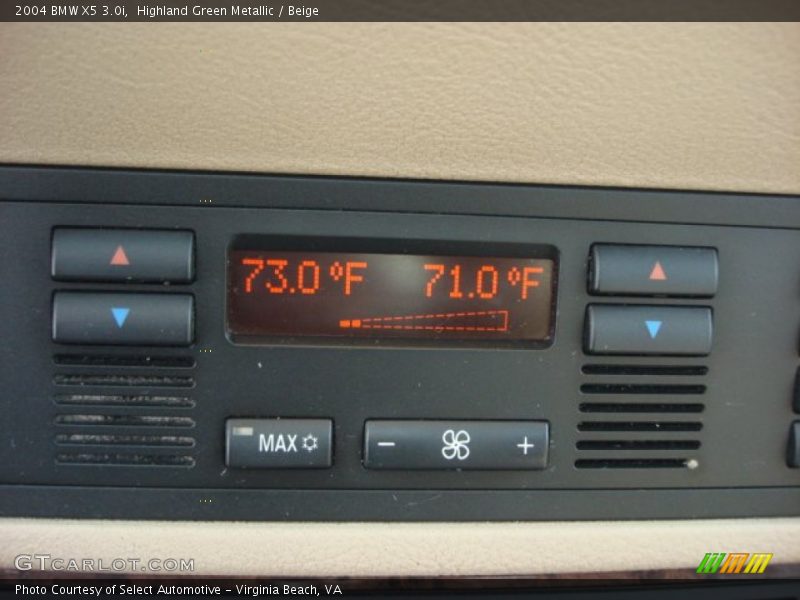 2004 BMW X5 3.0i,  Highland Green Metallic / Beige
73.0 °F 71.0 °F
MAX
− +
GTCARLOT.COM
Photo Courtesy of Select Automotive – Virginia Beach, VA